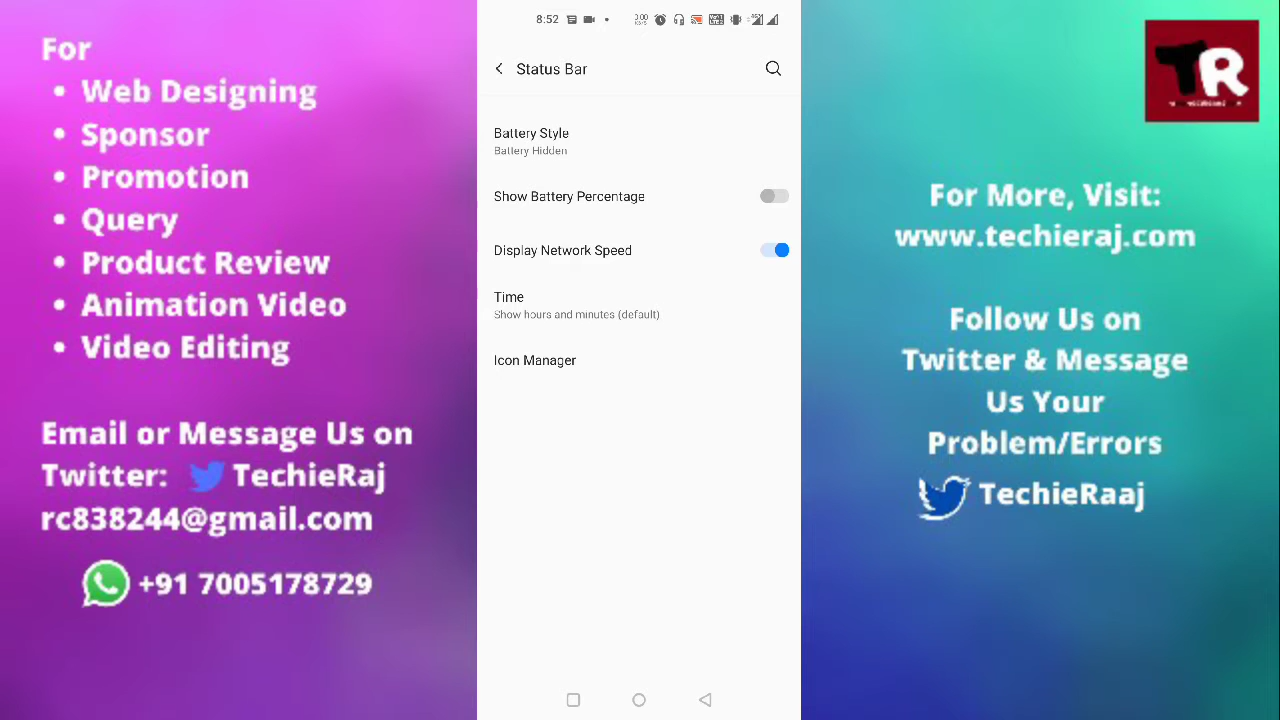 For
• Web Designing
• Sponsor
• Promotion
• Query
• Product Review
• Animation Video
• Video Editing
Email or Message Us on
Twitter: TechieRaj
rc838244@gmail.com
+91 7005178729
8:52
Status Bar
Battery Style
Battery Hidden
Show Battery Percentage
Display Network Speed
Time
Show hours and minutes (default)
Icon Manager
TR
For More, Visit:
www.techieraj.com
Follow Us on
Twitter & Message
Us Your
Problem/Errors
TechieRaaj